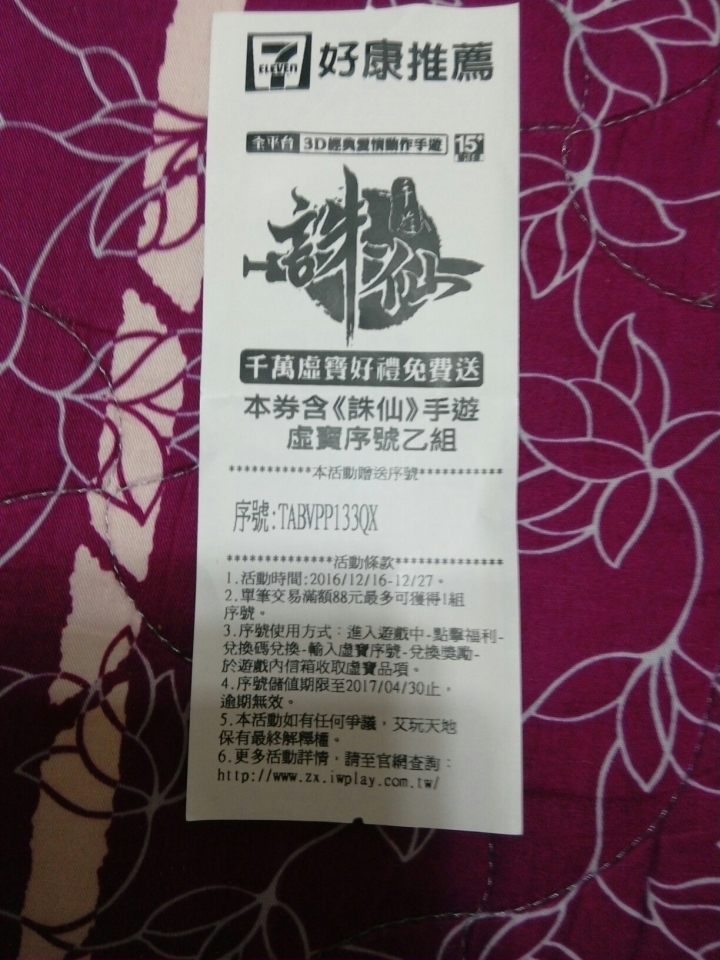 7
ELEVEN
好康推薦
全平台 3D經典愛情動作手遊 15+
手遊
誅仙
千萬虛寶好禮免費送
本券含《誅仙》手遊
虛寶序號乙組
***********本活動贈送序號***********
序號:TABVPP133QX
**************活動條款**************
1.活動時間:2016/12/16-12/27。
2.單筆交易滿額88元最多可獲得1組
序號。
3.序號使用方式：進入遊戲中-點擊福利-
兌換碼兌換-輸入虛寶序號-兌換獎勵-
於遊戲內信箱收取虛寶品項。
4.序號儲值期限至2017/04/30止，
逾期無效。
5.本活動如有任何爭議，艾玩天地
保有最終解釋權。
6.更多活動詳情，請至官網查詢：
http://www.zx.iwplay.com.tw/